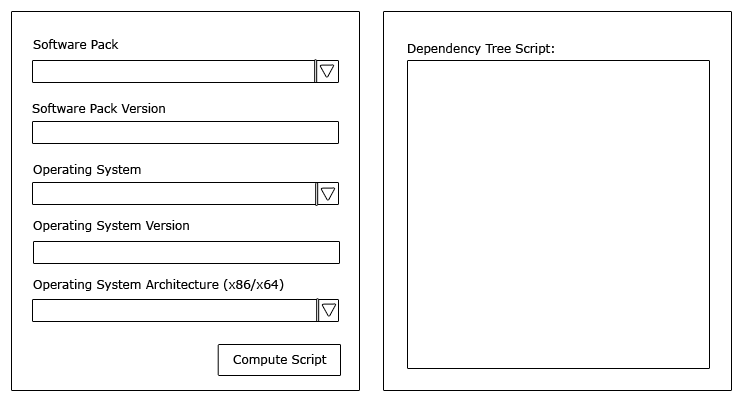 Software Pack
Software Pack Version
Operating System
Operating System Version
Operating System Architecture (x86/x64)
Compute Script
Dependency Tree Script: